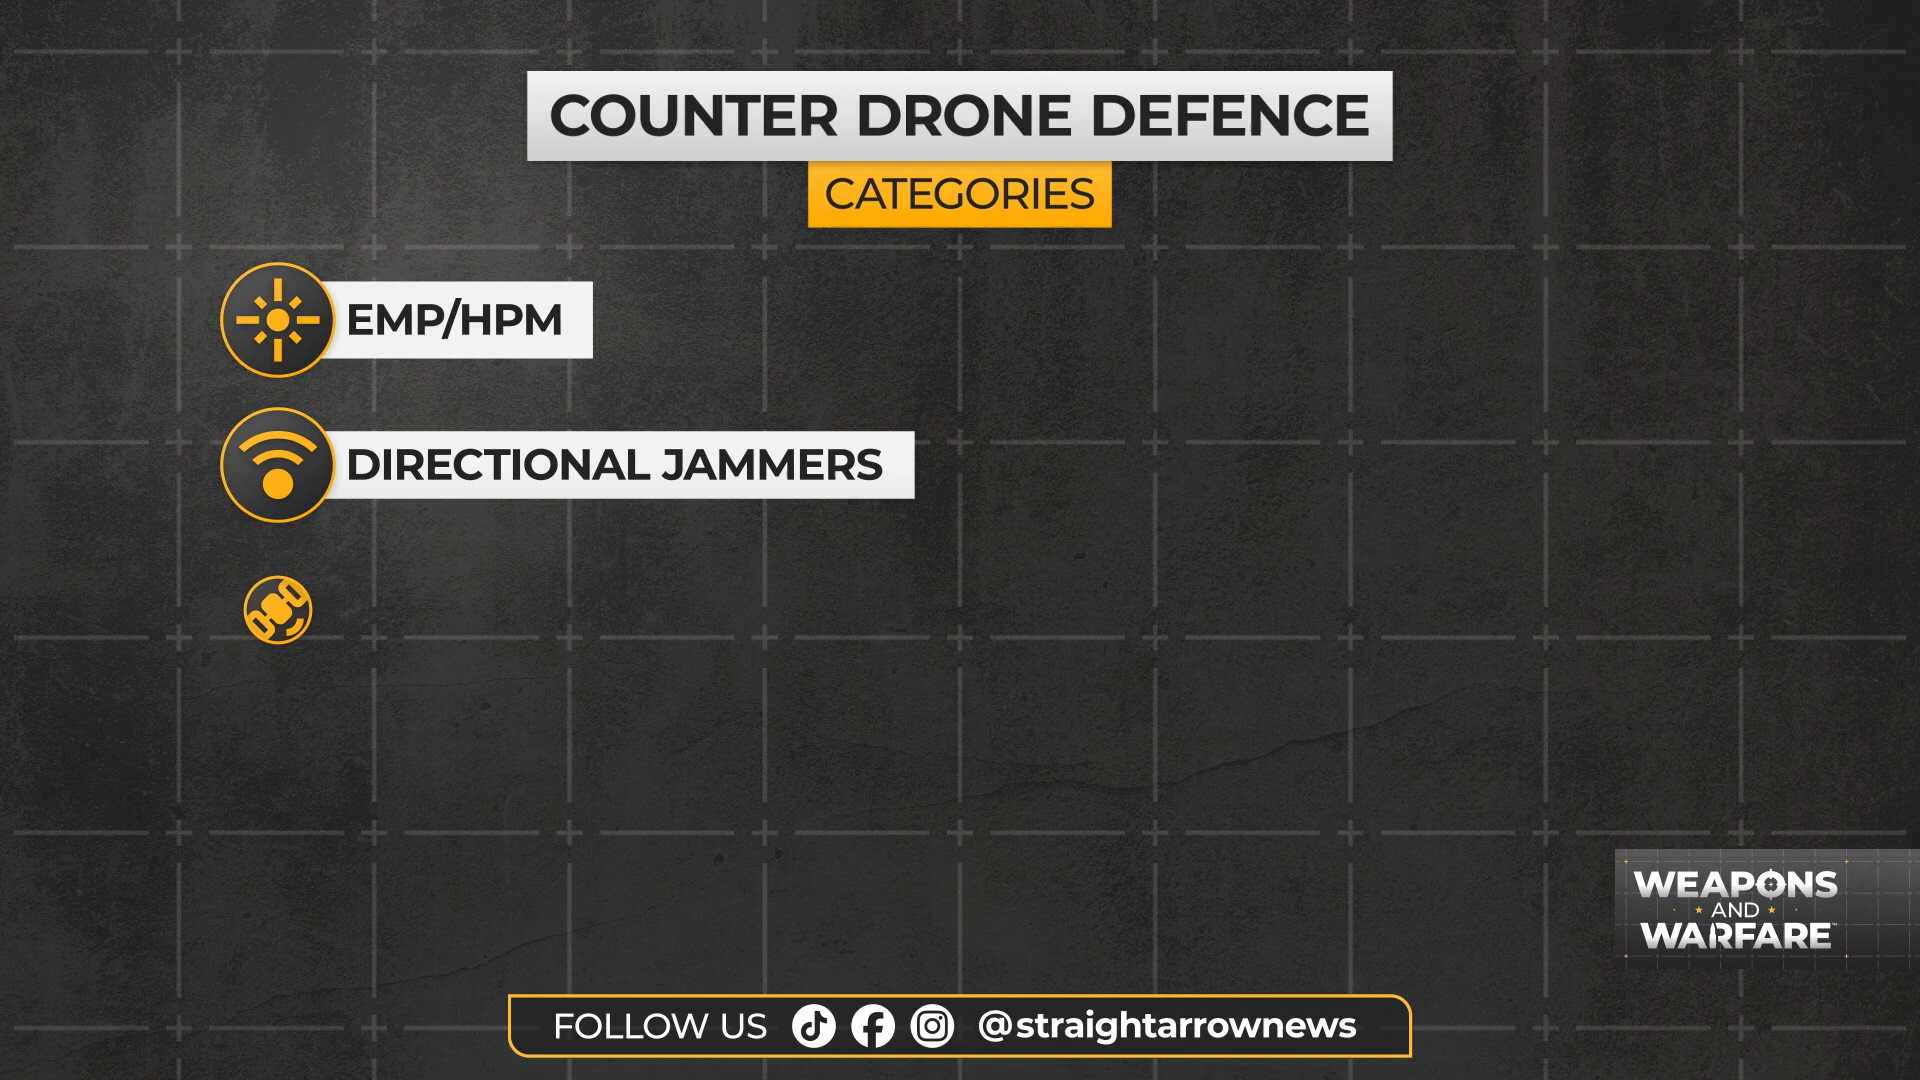 COUNTER DRONE DEFENCE
CATEGORIES
EMP/HPM
DIRECTIONAL JAMMERS
WEAPONS
AND
WARFARE
FOLLOW US @straightarrownews